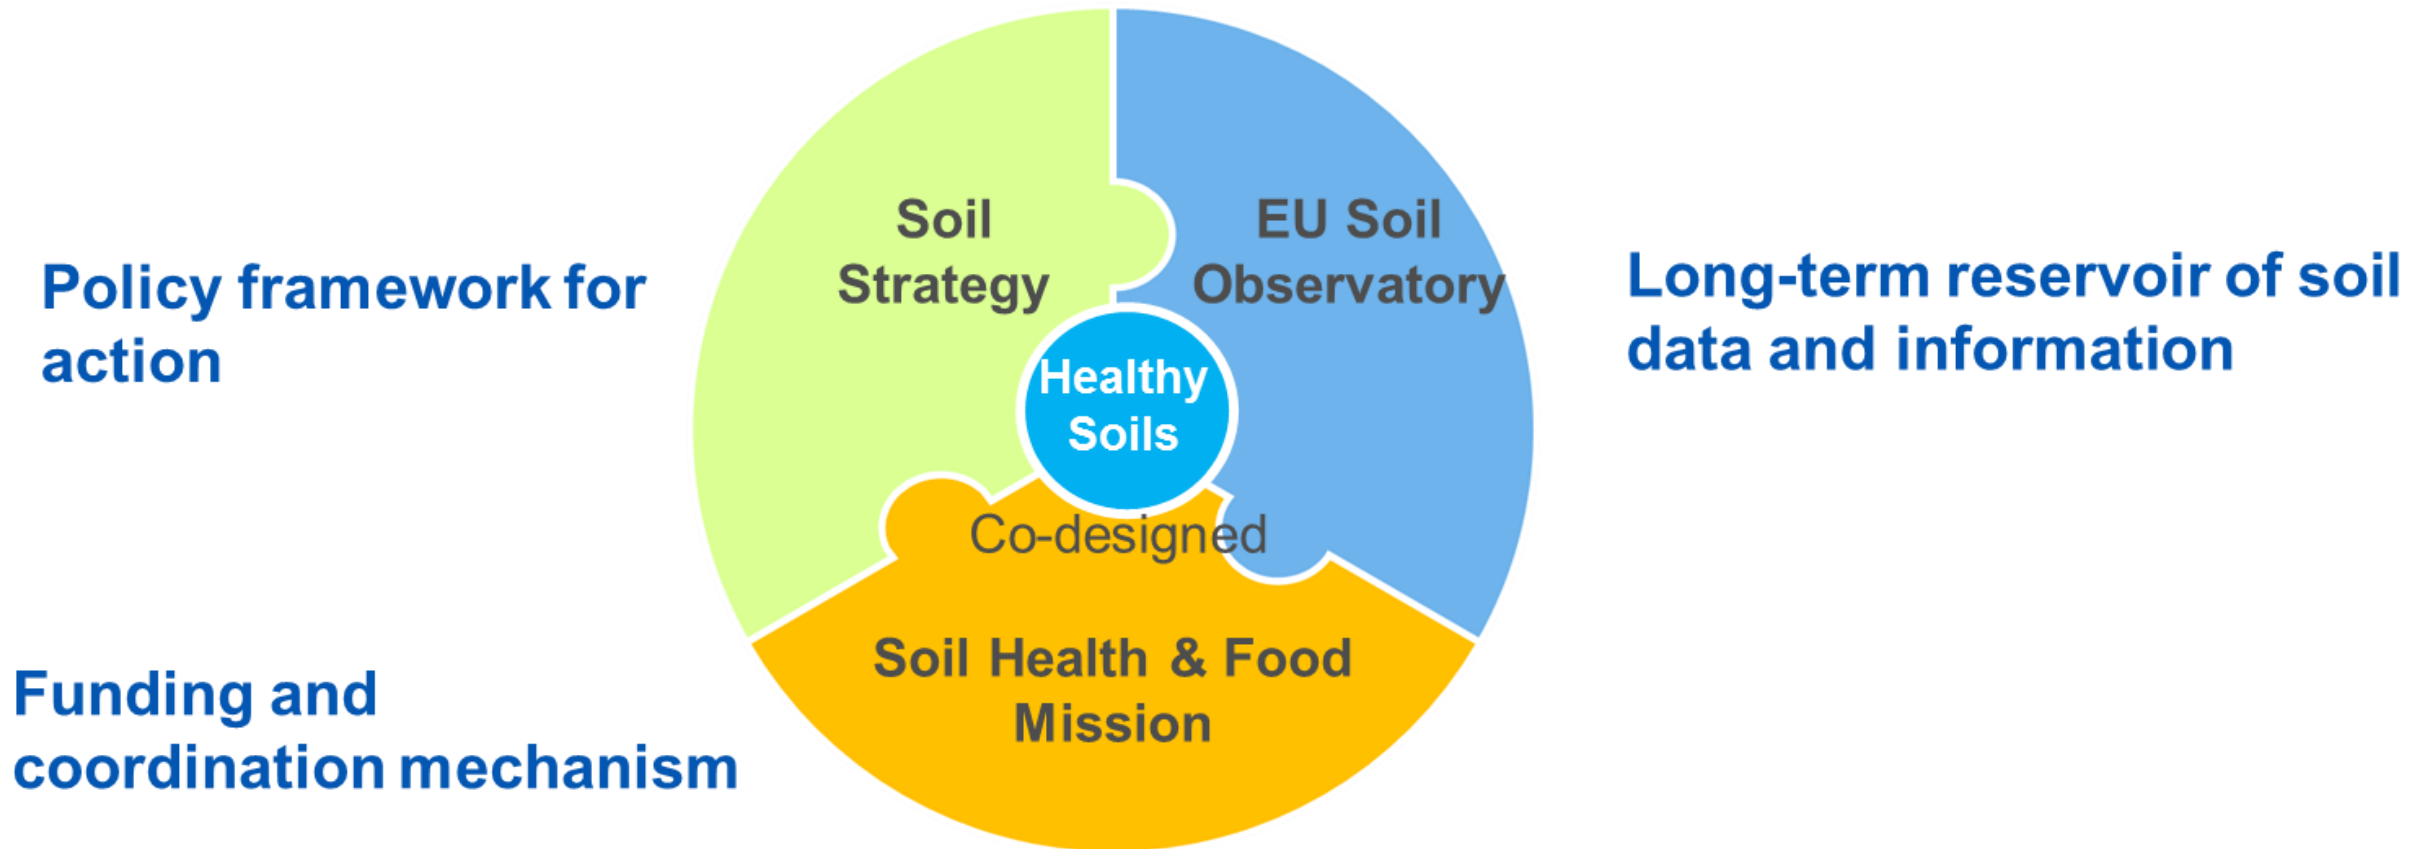 Soil
Strategy
EU Soil
Observatory
Policy framework for
action
Long-term reservoir of soil
data and information
Healthy
Soils
Co-designed
Soil Health & Food
Mission
Funding and
coordination mechanism